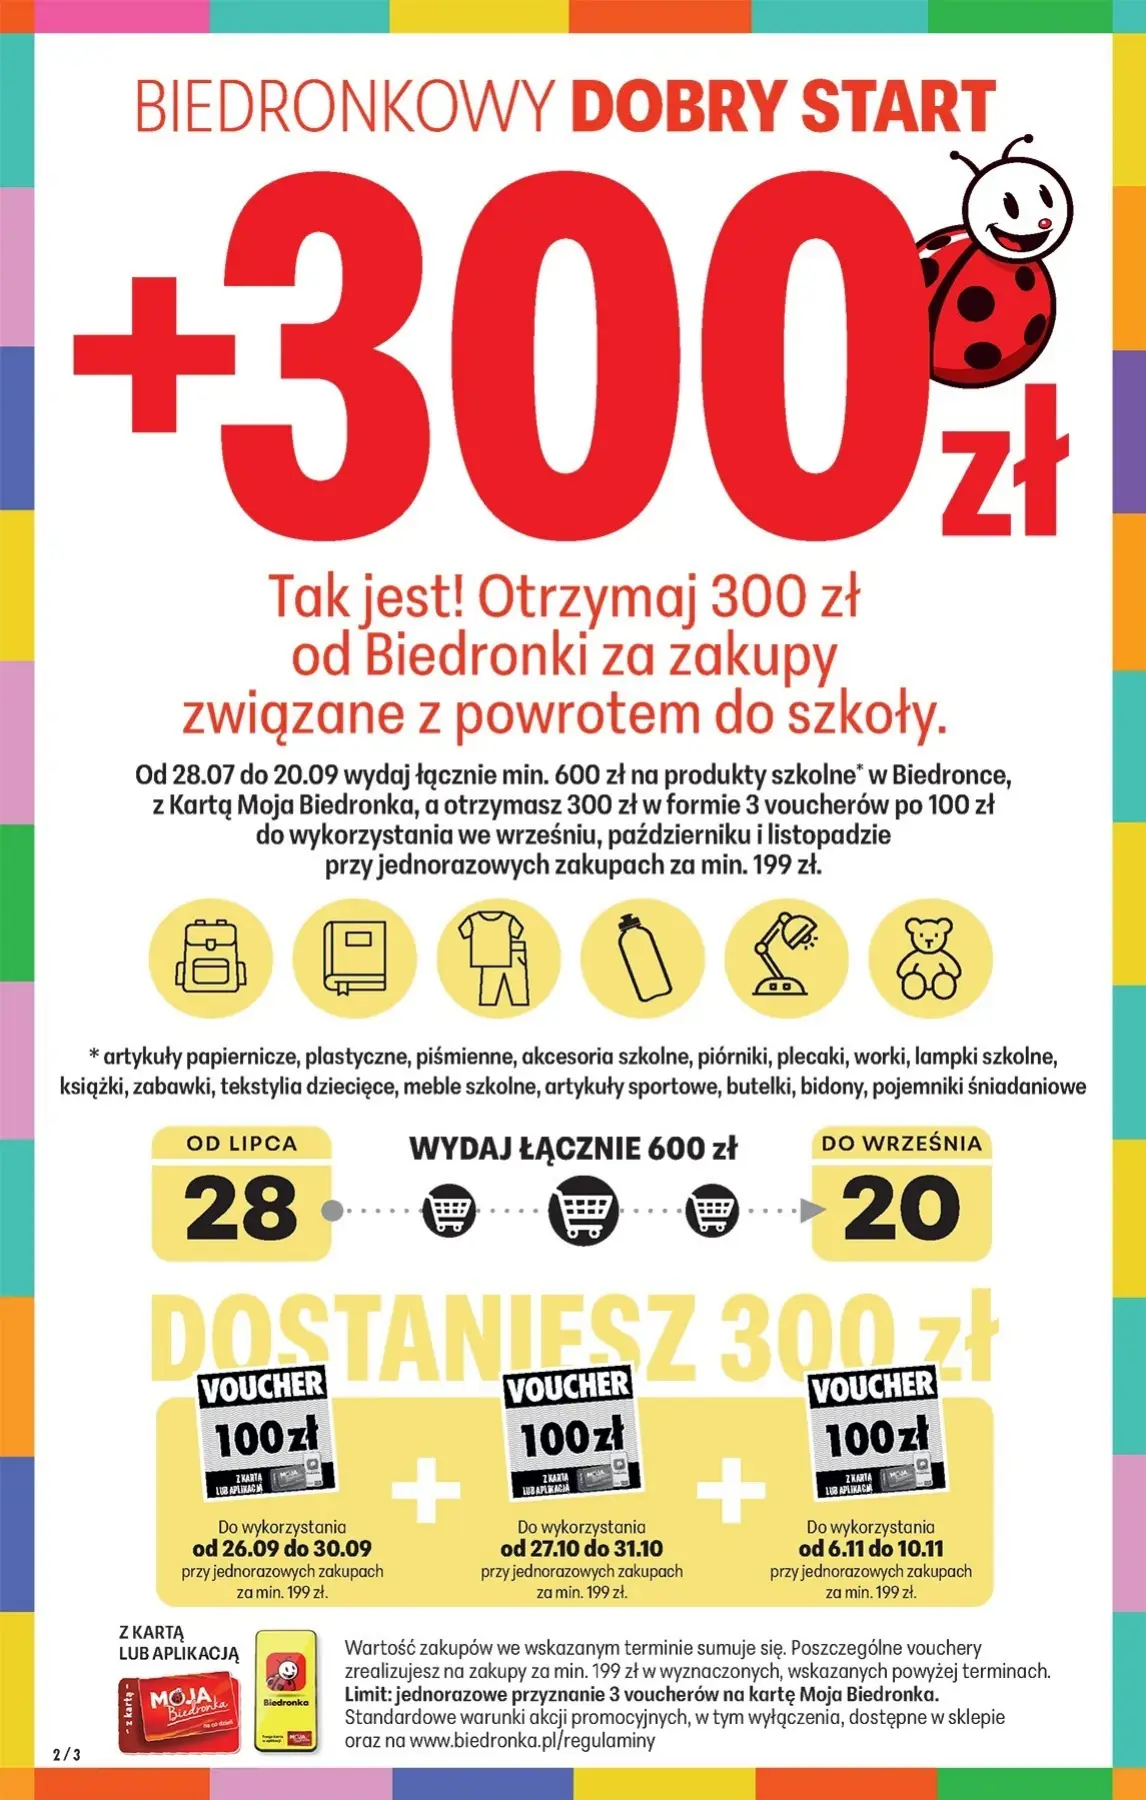 BIEDRONKOWY DOBRY START
+300 zł
Tak jest! Otrzymaj 300 zł
od Biedronki za zakupy
związane z powrotem do szkoły.
Od 28.07 do 20.09 wydaj łącznie min. 600 zł na produkty szkolne* w Biedronce,
z Kartą Moja Biedronka, a otrzymasz 300 zł w formie 3 voucherów po 100 zł
do wykorzystania we wrześniu, październiku i listopadzie
przy jednorazowych zakupach za min. 199 zł.
* artykuły papiernicze, plastyczne, piśmienne, akcesoria szkolne, piórniki, plecaki, worki, lampki szkolne,
książki, zabawki, tekstylia dziecięce, meble szkolne, artykuły sportowe, butelki, bidony, pojemniki śniadaniowe
OD LIPCA
28
WYDAJ ŁĄCZNIE 600 zł
DO WRZEŚNIA
20
DOSTANIESZ 300 zł
VOUCHER
100 zł
Z KARTĄ
LUB APLIKACJĄ
MOJA
Do wykorzystania
od 26.09 do 30.09
przy jednorazowych zakupach
za min. 199 zł.
+
VOUCHER
100 zł
Z KARTĄ
LUB APLIKACJĄ
MOJA
Do wykorzystania
od 27.10 do 31.10
przy jednorazowych zakupach
za min. 199 zł.
+
VOUCHER
100 zł
Z KARTĄ
LUB APLIKACJĄ
MOJA
Do wykorzystania
od 6.11 do 10.11
przy jednorazowych zakupach
za min. 199 zł.
Z KARTĄ
LUB APLIKACJĄ
- z kartą -
MOJA
Biedronka
na co dzień
Biedronka
Wartość zakupów we wskazanym terminie sumuje się. Poszczególne vouchery
zrealizujesz na zakupy za min. 199 zł w wyznaczonych, wskazanych powyżej terminach.
Limit: jednorazowe przyznanie 3 voucherów na kartę Moja Biedronka.
Standardowe warunki akcji promocyjnych, w tym wyłączenia, dostępne w sklepie
oraz na www.biedronka.pl/regulaminy
2 / 3